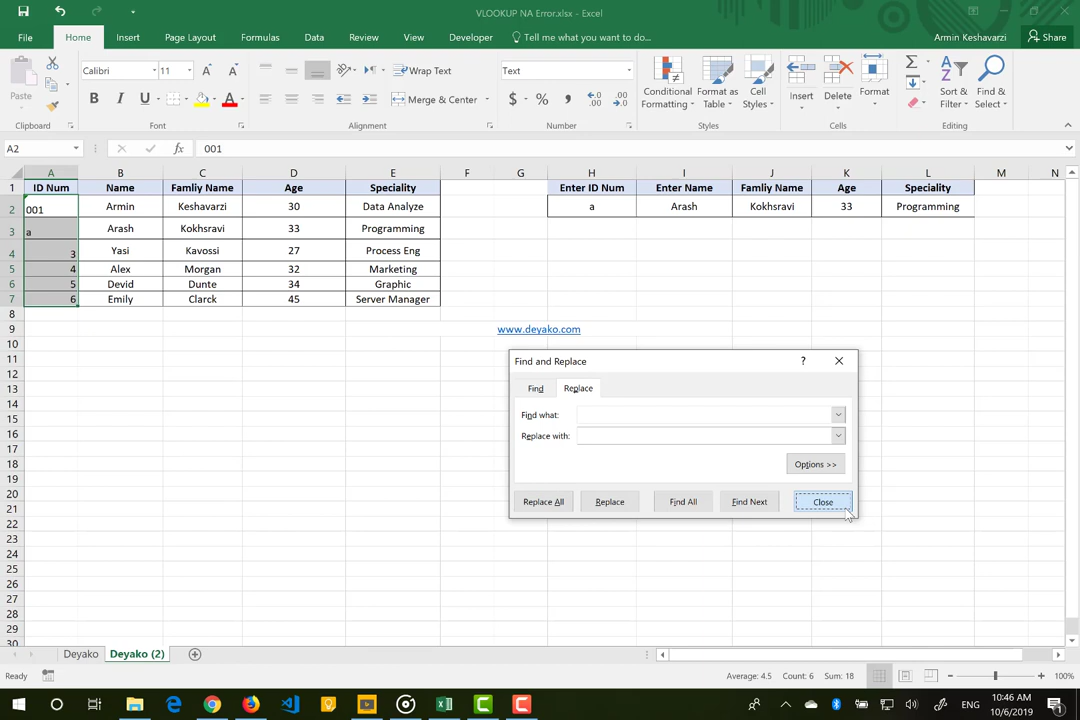 VLOOKUP NA Error.xlsx - Excel
File Home Insert Page Layout Formulas Data Review View Developer Tell me what you want to do... Armin Keshavarzi Share
Paste Calibri 11 B I U A Wrap Text Merge & Center Text $ % Conditional Formatting Format as Table Cell Styles Insert Delete Format Sort & Filter Find & Select
Clipboard Font Alignment Number Styles Cells Editing
A2 fx 001
A B C D E F G H I J K L M N
1 ID Num Name Famliy Name Age Speciality Enter ID Num Enter Name Famliy Name Age Speciality
2 001 Armin Keshavarzi 30 Data Analyze a Arash Kokhsravi 33 Programming
3 a Arash Kokhsravi 33 Programming
4 3 Yasi Kavossi 27 Process Eng
5 4 Alex Morgan 32 Marketing
6 5 Devid Dunte 34 Graphic
7 6 Emily Clarck 45 Server Manager
8
9 www.deyako.com
10
11
12
13
14
15
16
17
18
19
20
21
22
23
24
25
26
27
28
29
30
Find and Replace ?
Find Replace
Find what:
Replace with:
Options >>
Replace All Replace Find All Find Next Close
Deyako Deyako (2)
Ready Average: 4.5 Count: 6 Sum: 18 100%
ENG 10:46 AM
10/6/2019